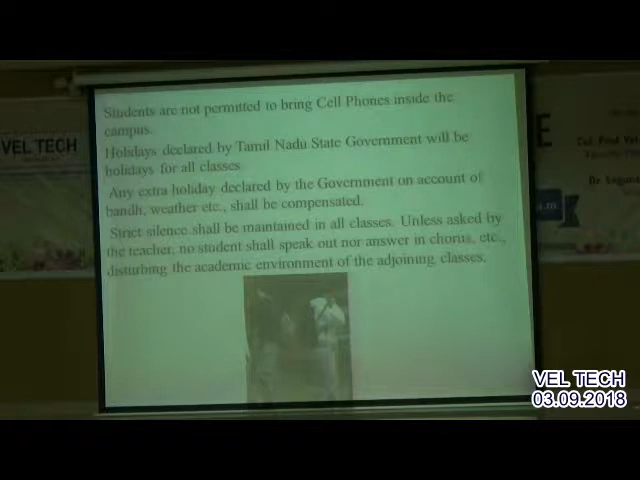 Students are not permitted to bring Cell Phones inside the
campus.
Holidays declared by Tamil Nadu State Government will be
holidays for all classes
Any extra holiday declared by the Government on account of
bandh, weather etc., shall be compensated.
Strict silence shall be maintained in all classes. Unless asked by
the teacher, no student shall speak out nor answer in chorus, etc.,
disturbing the academic environment of the adjoining classes.
VEL TECH
E
Col. Prof. Vel
VEL TECH
03.09.2018